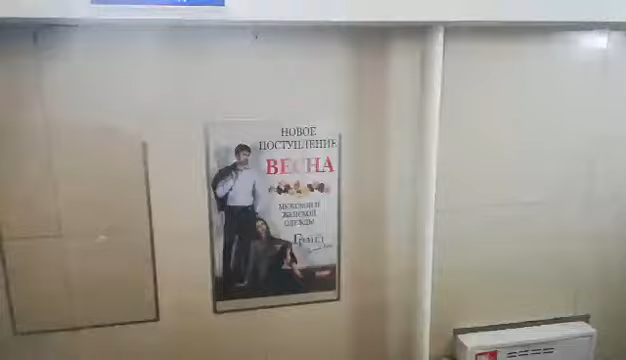 НОВОЕ
ПОСТУПЛЕНИЕ
ВЕСНА
МУЖСКОЙ И
ЖЕНСКОЙ
ОДЕЖДЫ